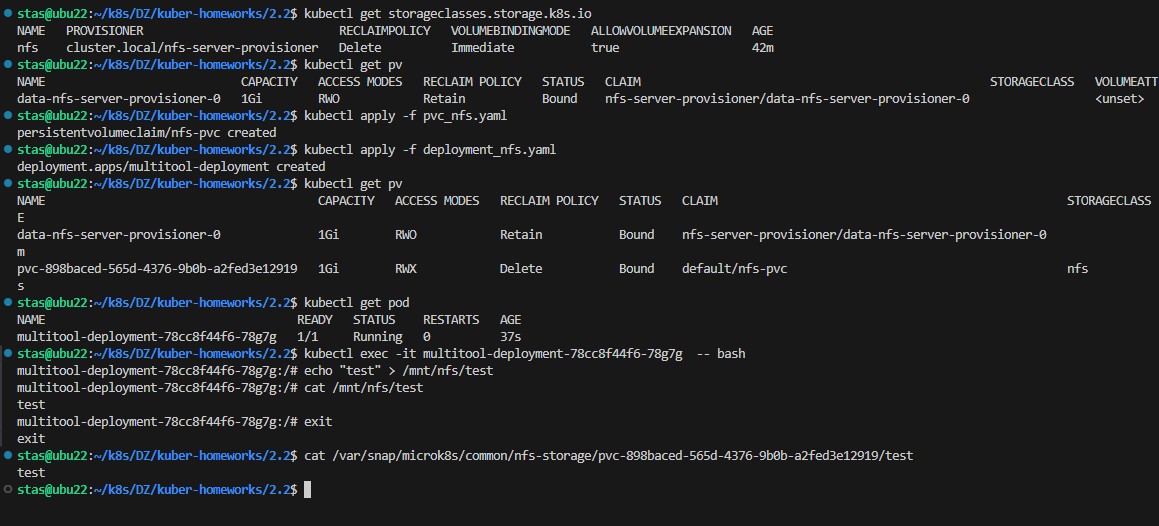 stas@ubu22:~/k8s/DZ/kuber-homeworks/2.2$ kubectl get storageclasses.storage.k8s.io
NAME   PROVISIONER                             RECLAIMPOLICY   VOLUMEBINDINGMODE   ALLOWVOLUMEEXPANSION   AGE
nfs    cluster.local/nfs-server-provisioner   Delete          Immediate           true                   42m
stas@ubu22:~/k8s/DZ/kuber-homeworks/2.2$ kubectl get pv
NAME                            CAPACITY   ACCESS MODES   RECLAIM POLICY   STATUS   CLAIM                                              STORAGECLASS   VOLUMEATT
data-nfs-server-provisioner-0   1Gi        RWO            Retain           Bound    nfs-server-provisioner/data-nfs-server-provisioner-0                  <unset>
stas@ubu22:~/k8s/DZ/kuber-homeworks/2.2$ kubectl apply -f pvc_nfs.yaml
persistentvolumeclaim/nfs-pvc created
stas@ubu22:~/k8s/DZ/kuber-homeworks/2.2$ kubectl apply -f deployment_nfs.yaml
deployment.apps/multitool-deployment created
stas@ubu22:~/k8s/DZ/kuber-homeworks/2.2$ kubectl get pv
NAME                                       CAPACITY   ACCESS MODES   RECLAIM POLICY   STATUS   CLAIM                                                  STORAGECLASS
E
data-nfs-server-provisioner-0              1Gi        RWO            Retain           Bound    nfs-server-provisioner/data-nfs-server-provisioner-0
m
pvc-898baced-565d-4376-9b0b-a2fed3e12919   1Gi        RWX            Delete           Bound    default/nfs-pvc                                        nfs
s
stas@ubu22:~/k8s/DZ/kuber-homeworks/2.2$ kubectl get pod
NAME                                    READY   STATUS    RESTARTS   AGE
multitool-deployment-78cc8f44f6-78g7g   1/1     Running   0          37s
stas@ubu22:~/k8s/DZ/kuber-homeworks/2.2$ kubectl exec -it multitool-deployment-78cc8f44f6-78g7g  -- bash
multitool-deployment-78cc8f44f6-78g7g:/# echo "test" > /mnt/nfs/test
multitool-deployment-78cc8f44f6-78g7g:/# cat /mnt/nfs/test
test
multitool-deployment-78cc8f44f6-78g7g:/# exit
exit
stas@ubu22:~/k8s/DZ/kuber-homeworks/2.2$ cat /var/snap/microk8s/common/nfs-storage/pvc-898baced-565d-4376-9b0b-a2fed3e12919/test
test
stas@ubu22:~/k8s/DZ/kuber-homeworks/2.2$